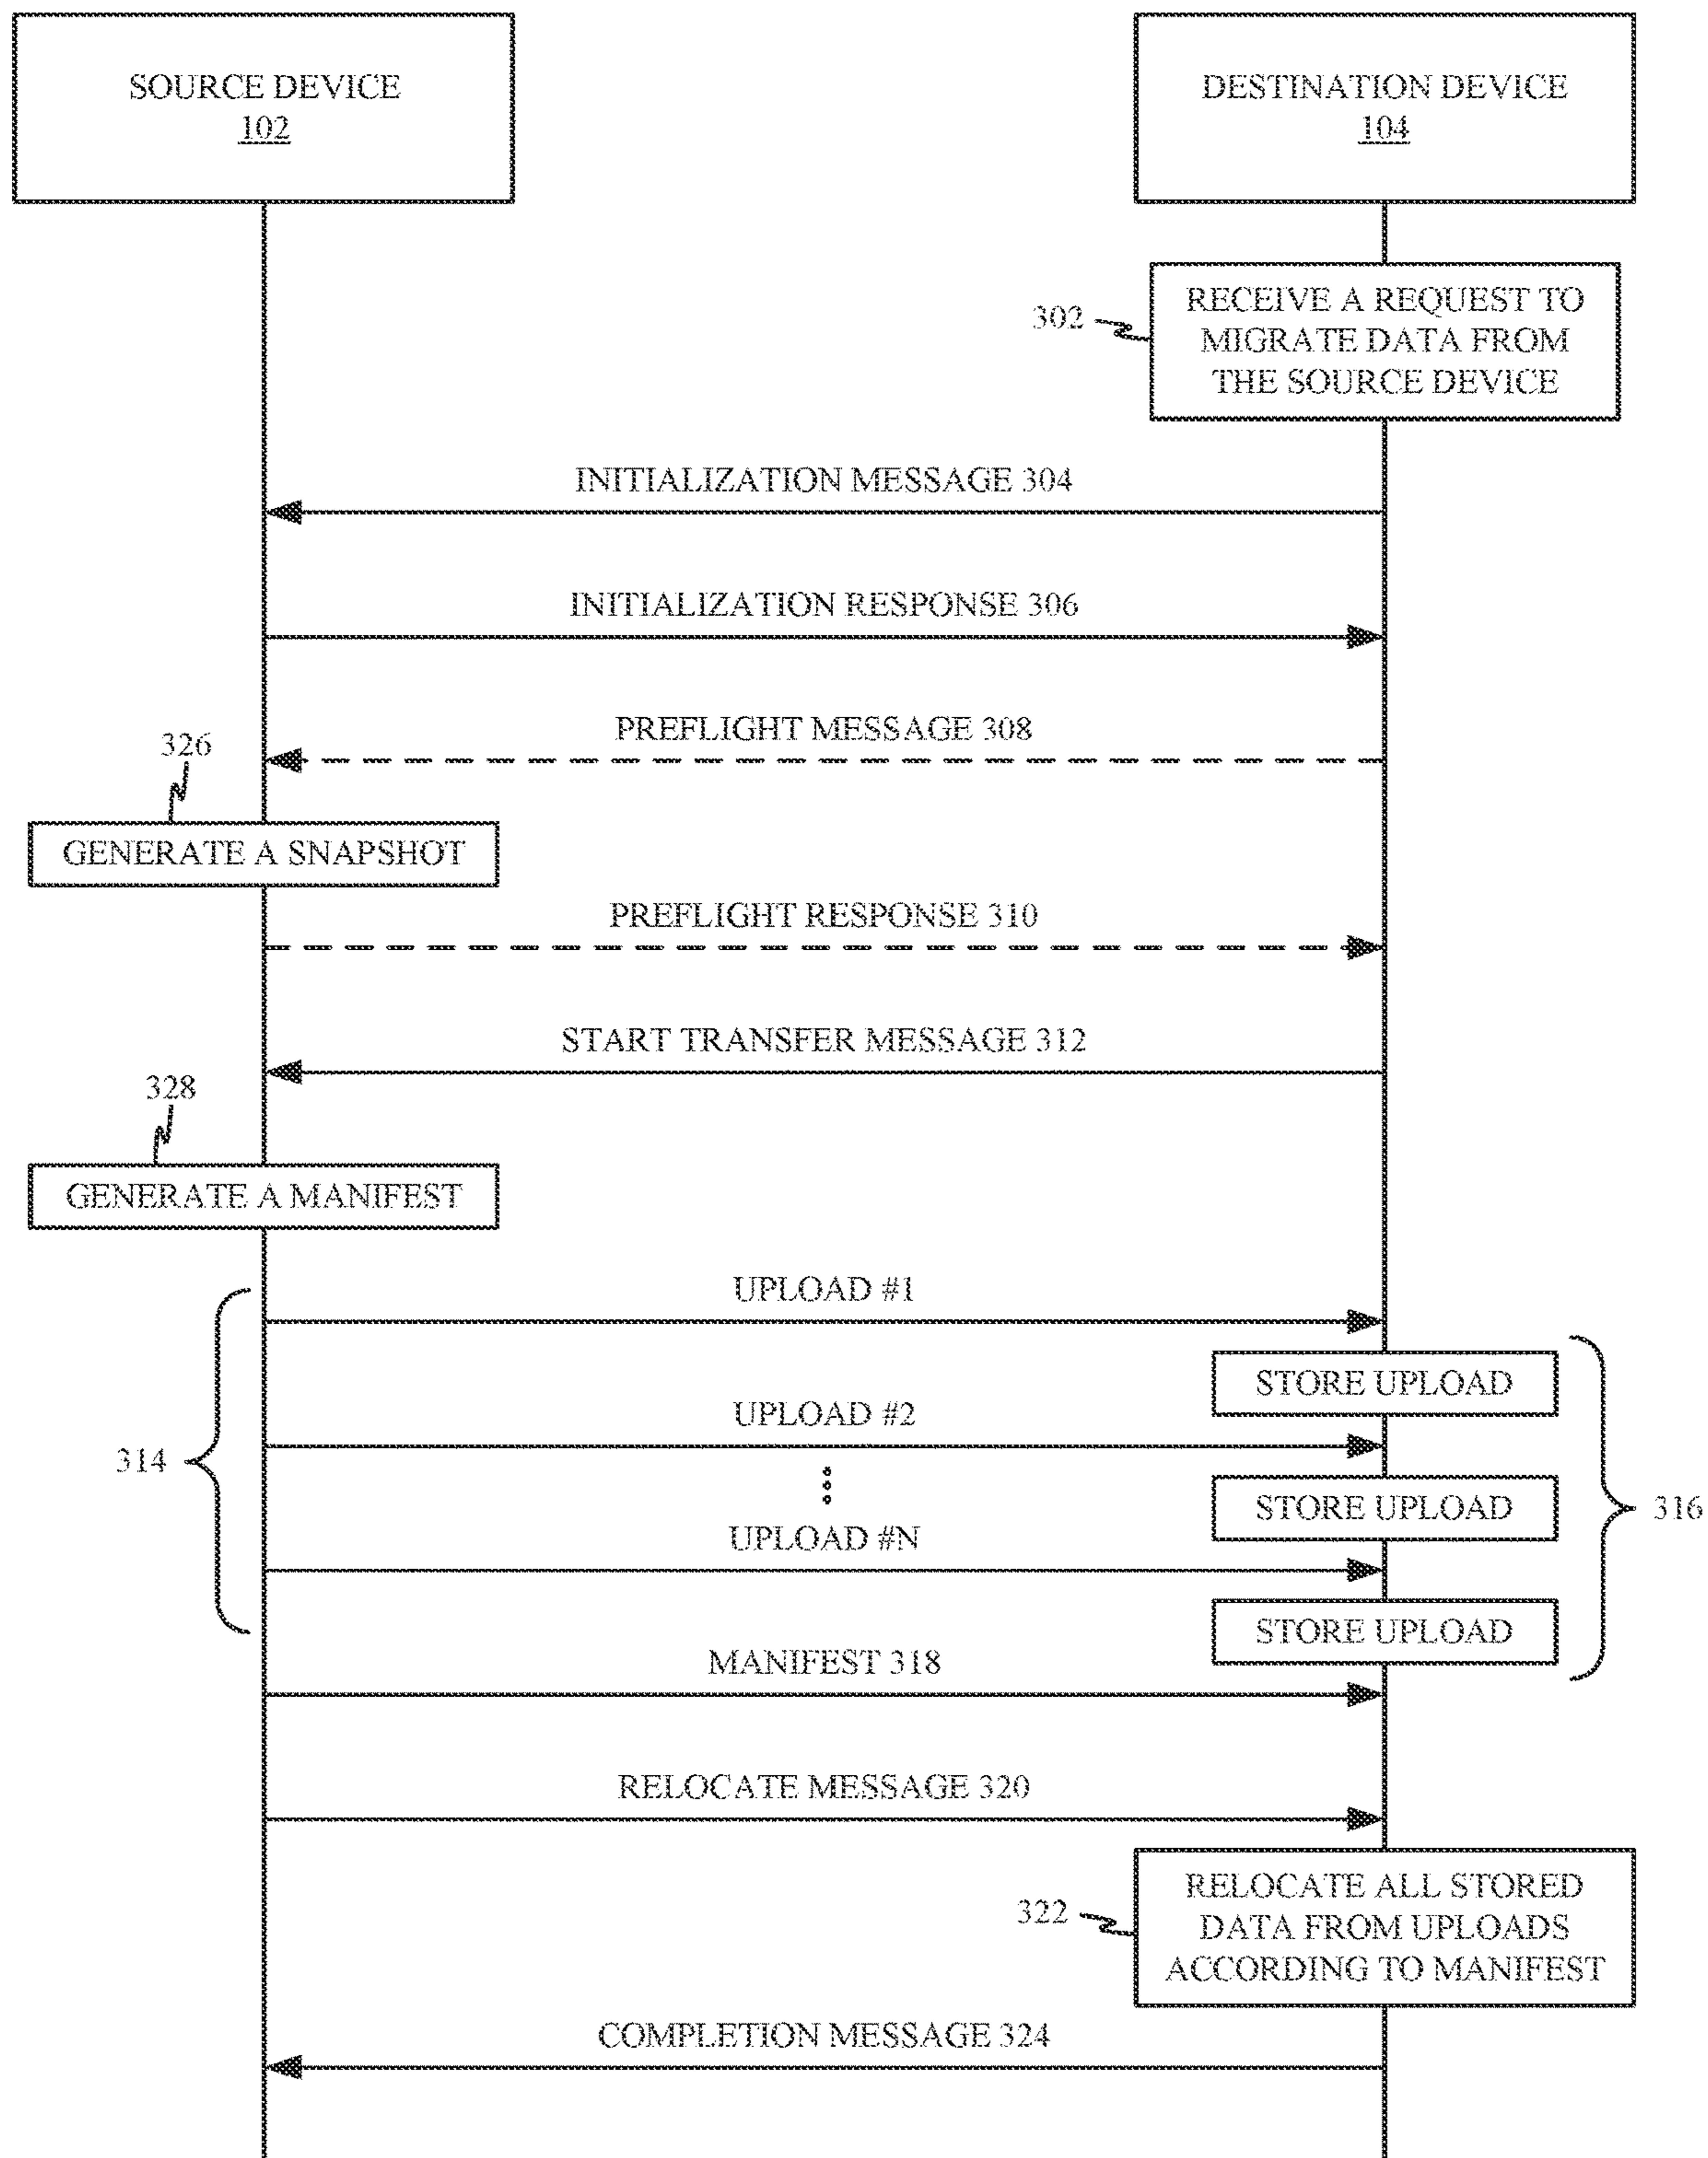 SOURCE DEVICE
102
DESTINATION DEVICE
104
302
RECEIVE A REQUEST TO
MIGRATE DATA FROM
THE SOURCE DEVICE
INITIALIZATION MESSAGE 304
INITIALIZATION RESPONSE 306
PREFLIGHT MESSAGE 308
326
GENERATE A SNAPSHOT
PREFLIGHT RESPONSE 310
START TRANSFER MESSAGE 312
328
GENERATE A MANIFEST
UPLOAD #1
STORE UPLOAD
UPLOAD #2
314
STORE UPLOAD
316
UPLOAD #N
STORE UPLOAD
MANIFEST 318
RELOCATE MESSAGE 320
322
RELOCATE ALL STORED
DATA FROM UPLOADS
ACCORDING TO MANIFEST
COMPLETION MESSAGE 324